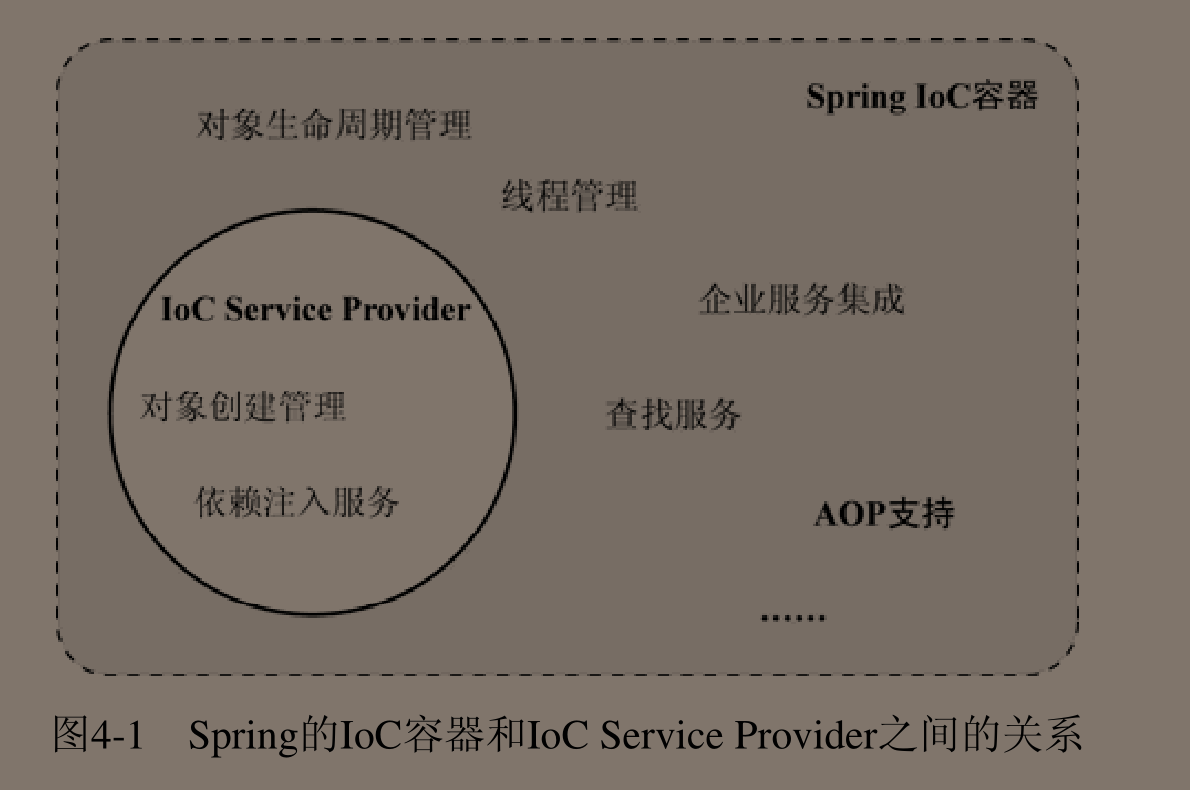 Spring IoC容器
对象生命周期管理
线程管理
企业服务集成
IoC Service Provider
对象创建管理
查找服务
依赖注入服务
AOP支持
......
图4-1 Spring的IoC容器和IoC Service Provider之间的关系